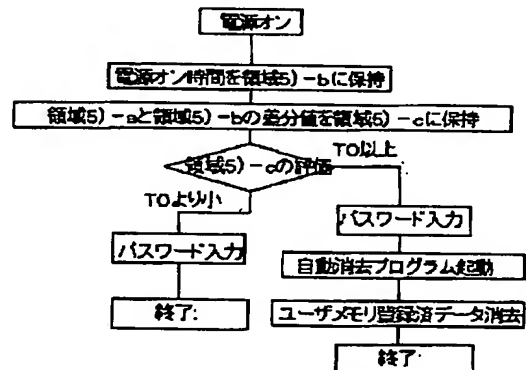 電源オン
電源オン時間を領域5)-bに保持
領域5)-aと領域5)-bの差分値を領域5)-cに保持
領域5)-cの評価
TO以上
TOより小
パスワード入力
パスワード入力
自動消去プログラム起動
終了:
ユーザメモリ登録済データ消去
終了: